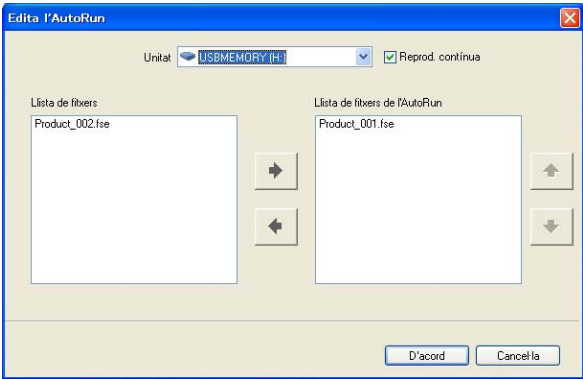 Edita l'AutoRun
Unitat USBMEMORY (H:) Reprod. contínua
Llista de fitxers
Llista de fitxers de l'AutoRun
Product_002.fse
Product_001.fse
D'acord
Cancel·la